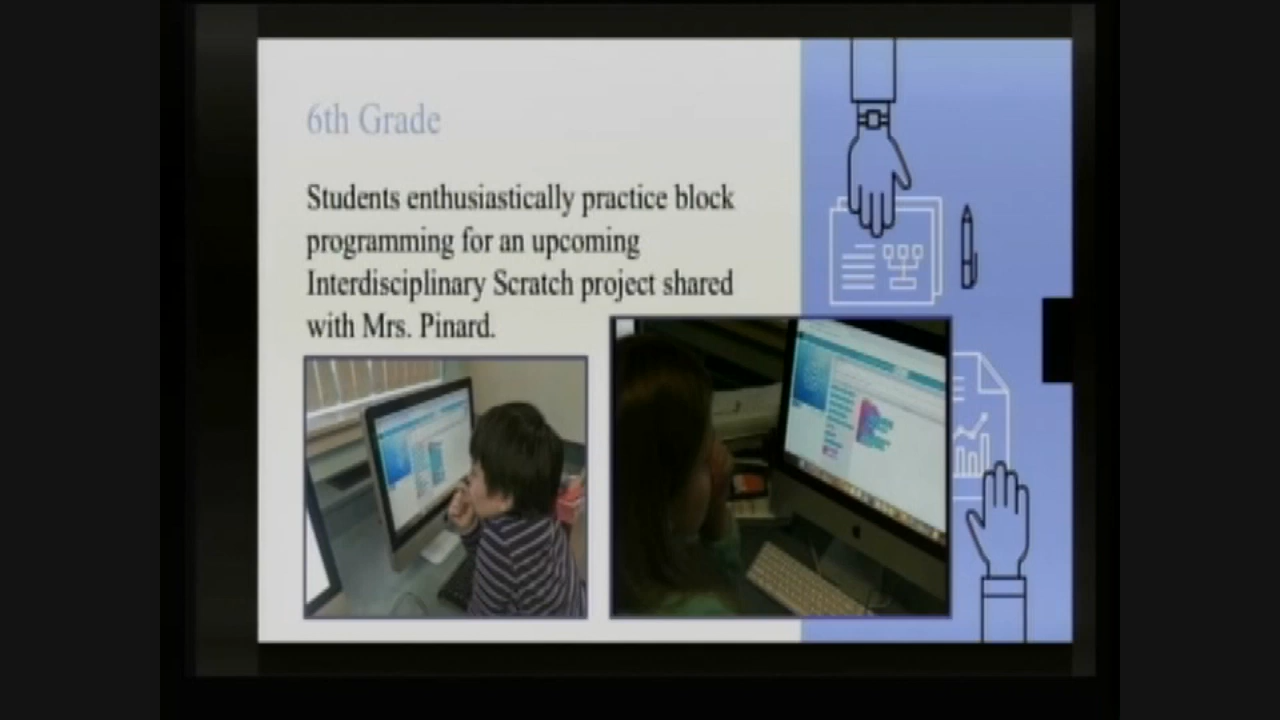 6th Grade
Students enthusiastically practice block
programming for an upcoming
Interdisciplinary Scratch project shared
with Mrs. Pinard.